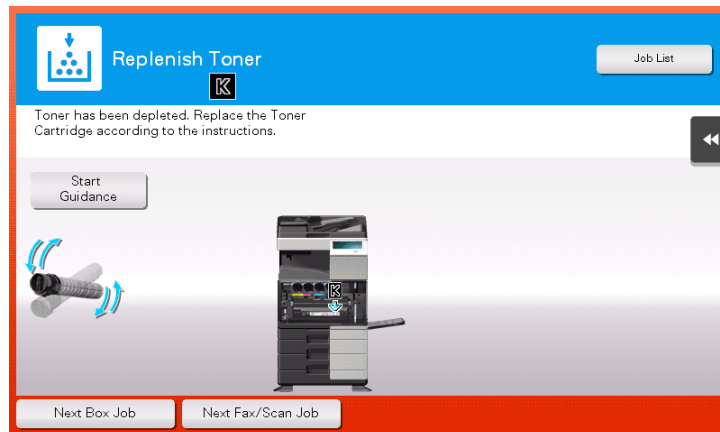 Replenish Toner
K
Job List
Toner has been depleted. Replace the Toner
Cartridge according to the instructions.
Start
Guidance
K
Next Box Job
Next Fax/Scan Job